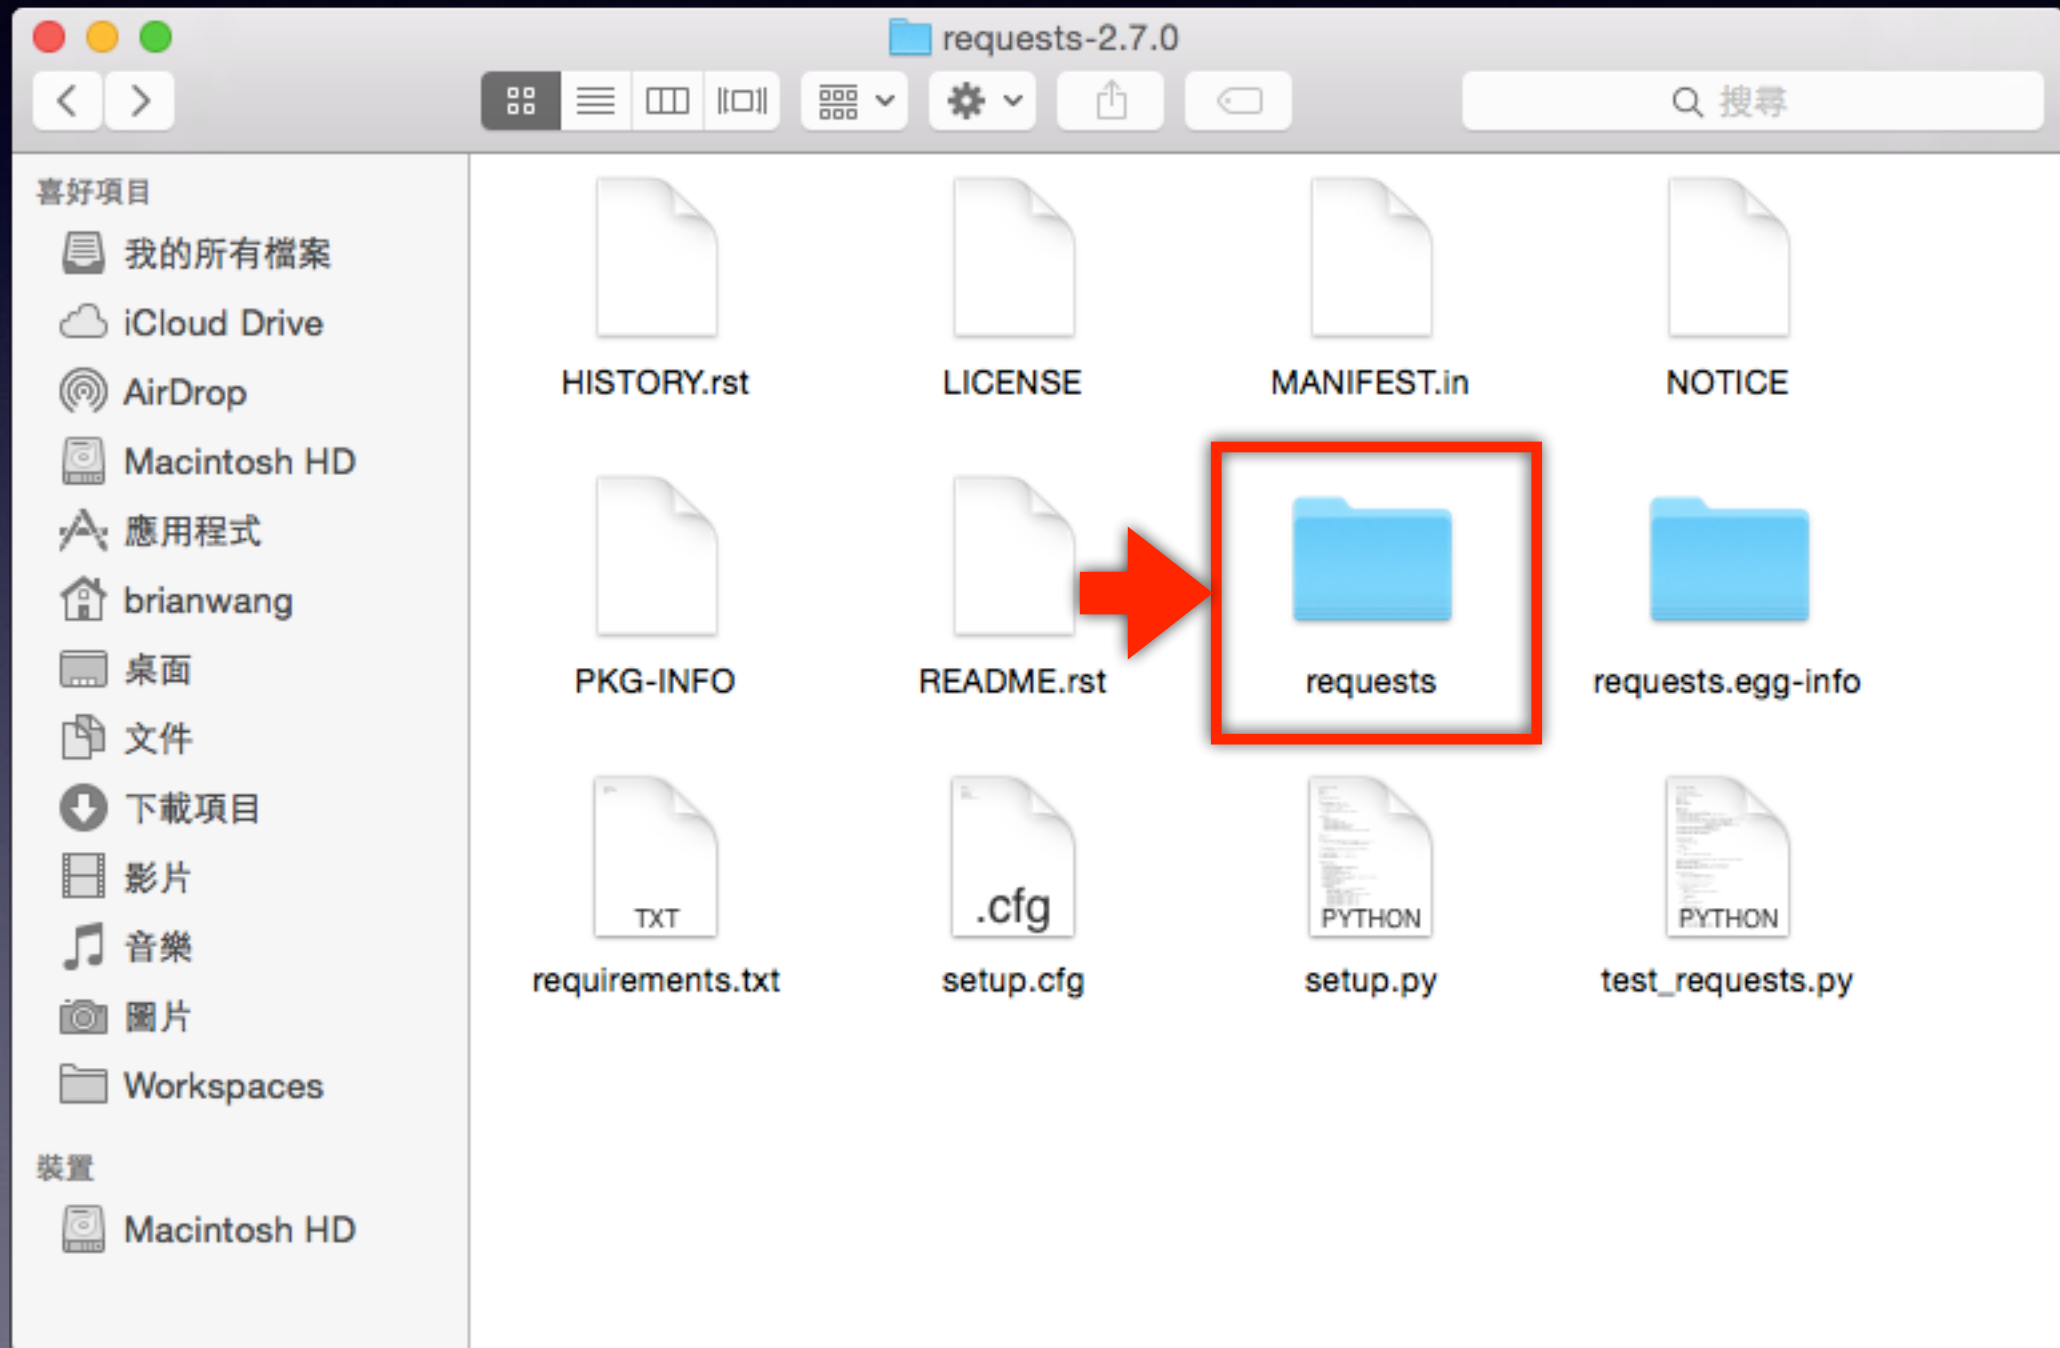 requests-2.7.0
搜尋
喜好項目
我的所有檔案
iCloud Drive
AirDrop
Macintosh HD
應用程式
brianwang
桌面
文件
下載項目
影片
音樂
圖片
Workspaces
裝置
Macintosh HD
HISTORY.rst
LICENSE
MANIFEST.in
NOTICE
PKG-INFO
README.rst
requests
requests.egg-info
TXT
requirements.txt
.cfg
setup.cfg
PYTHON
setup.py
PYTHON
test_requests.py